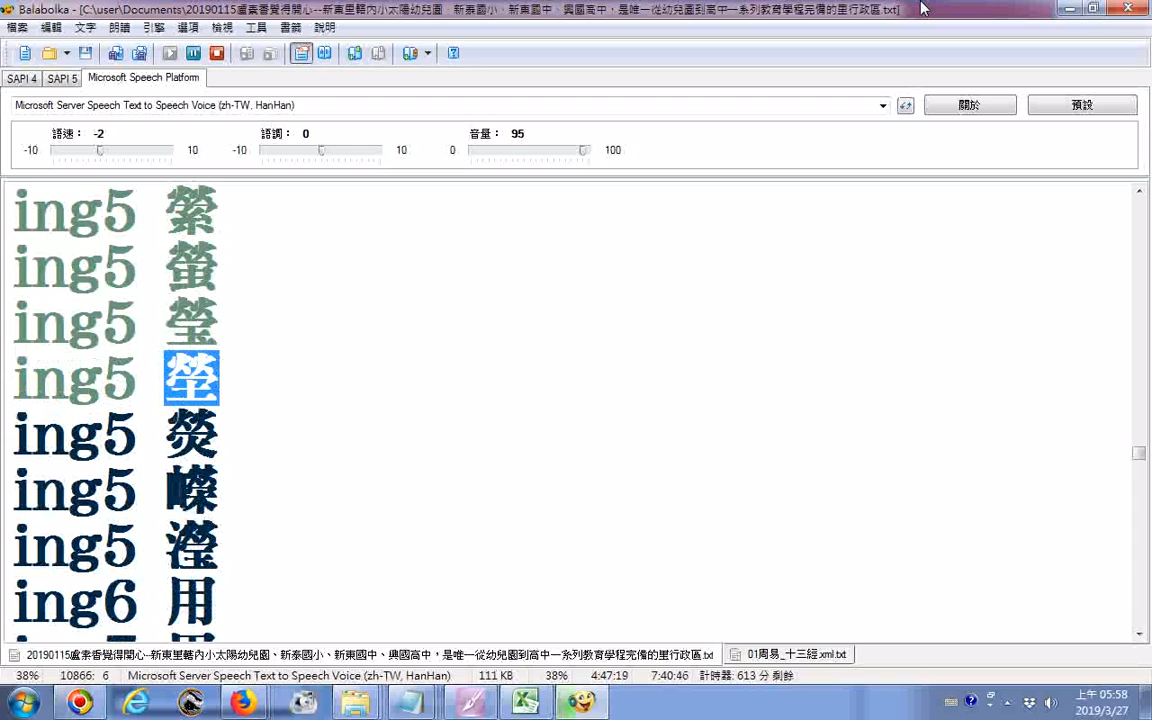 Balabolka - [C:\user\Documents\20190115盧素香覺得開心--新東里轄內小太陽幼兒園、新泰國小、新東國中、興國高中，是唯一從幼兒園到高中一系列教育學程完備的里行政區.txt]
檔案 編輯 文字 朗讀 引擎 選項 檢視 工具 書籤 說明
SAPI 4 SAPI 5 Microsoft Speech Platform
Microsoft Server Speech Text to Speech Voice (zh-TW, HanHan) 關於 預設
語速： -2 語調： 0 音量： 95
-10 10 -10 10 0 100
ing5 縈
ing5 螢
ing5 瑩
ing5 塋
ing5 熒
ing5 嶸
ing5 瀅
ing6 用
20190115盧素香覺得開心--新東里轄內小太陽幼兒園、新泰國小、新東國中、興國高中，是唯一從幼兒園到高中一系列教育學程完備的里行政區.txt 01周易_十三經.xml.txt
38% 10866: 6 Microsoft Server Speech Text to Speech Voice (zh-TW, HanHan) 111 KB 38% 4:47:19 7:40:46 計時器: 613 分 剩餘
上午 05:58
2019/3/27